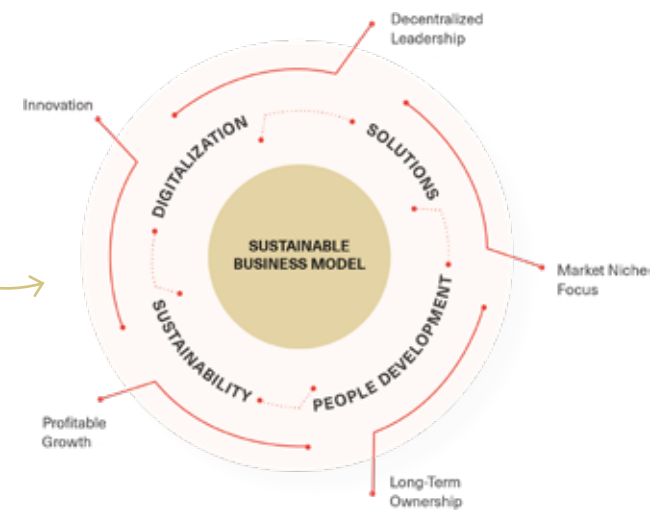 Decentralized
Leadership
Innovation
DIGITALIZATION
SOLUTIONS
SUSTAINABLE
BUSINESS MODEL
Market Niche
Focus
SUSTAINABILITY
PEOPLE DEVELOPMENT
Profitable
Growth
Long-Term
Ownership